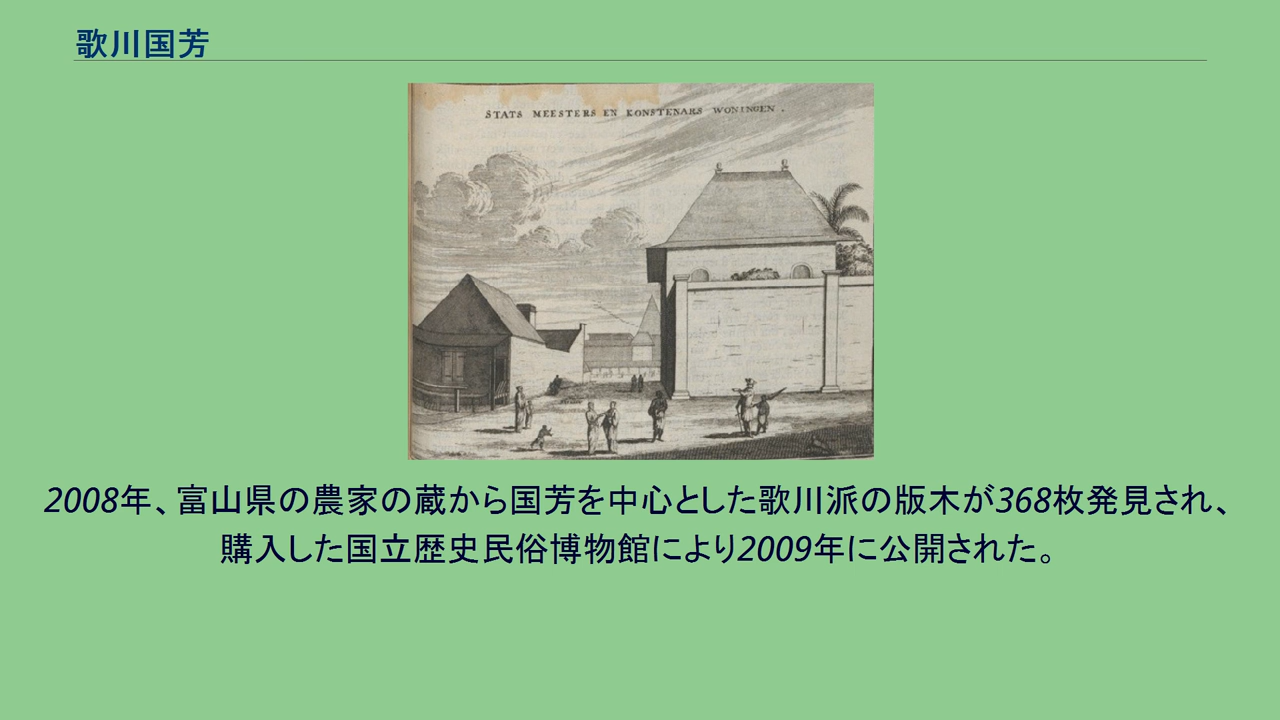 歌川国芳
STATS MEESTERS EN KONSTENARS WONINGEN.
2008年、富山県の農家の蔵から国芳を中心とした歌川派の版木が368枚発見され、
購入した国立歴史民俗博物館により2009年に公開された。